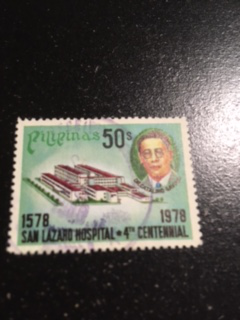 Pilipinas 50s
1578 1978
SAN LAZARO HOSPITAL • 4TH CENTENNIAL